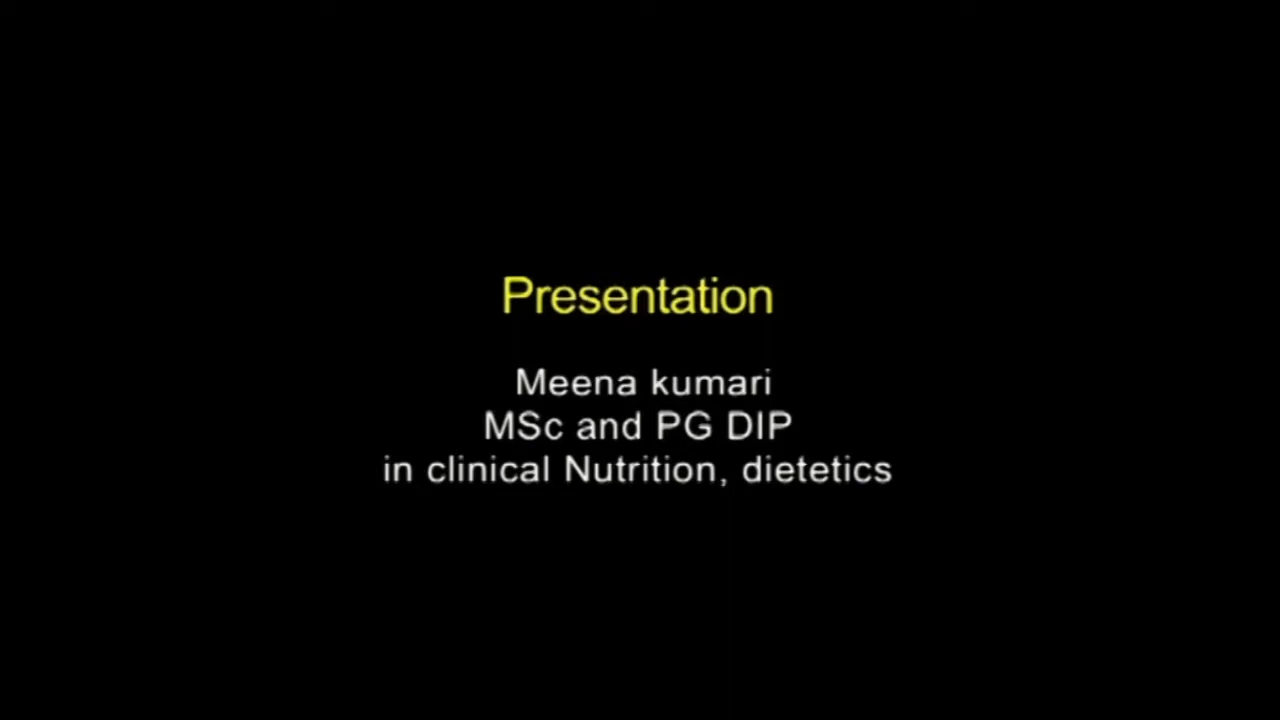 Presentation
Meena kumari
MSc and PG DIP
in clinical Nutrition, dietetics